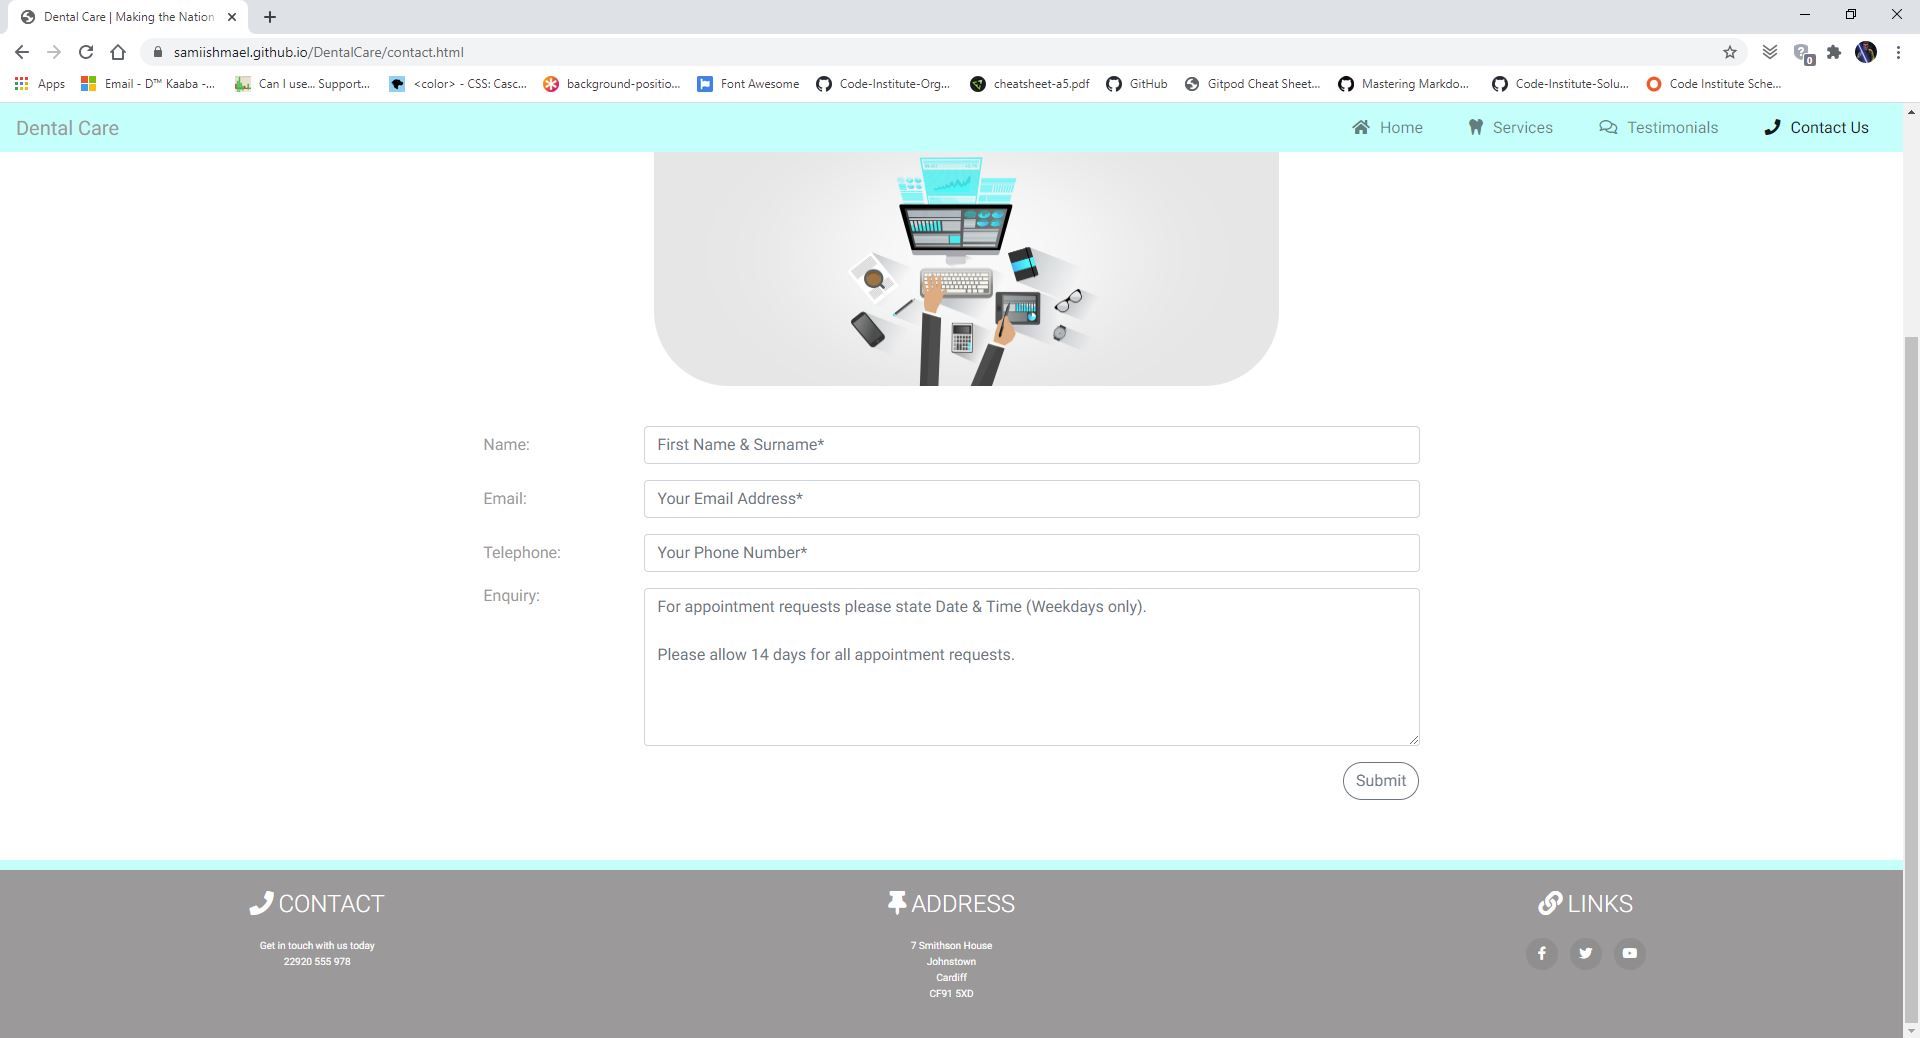 Dental Care | Making the Nation
samiishmael.github.io/DentalCare/contact.html
0
Apps
Email - D™ Kaaba -...
Can I use... Support...
<color> - CSS: Casc...
background-positio...
Font Awesome
Code-Institute-Org...
cheatsheet-a5.pdf
GitHub
Gitpod Cheat Sheet...
Mastering Markdo...
Code-Institute-Solu...
Code Institute Sche...
Dental Care
Home
Services
Testimonials
Contact Us
Name:
First Name & Surname*
Email:
Your Email Address*
Telephone:
Your Phone Number*
Enquiry:
For appointment requests please state Date & Time (Weekdays only).
Please allow 14 days for all appointment requests.
Submit
CONTACT
Get in touch with us today
22920 555 978
ADDRESS
7 Smithson House
Johnstown
Cardiff
CF91 5XD
LINKS